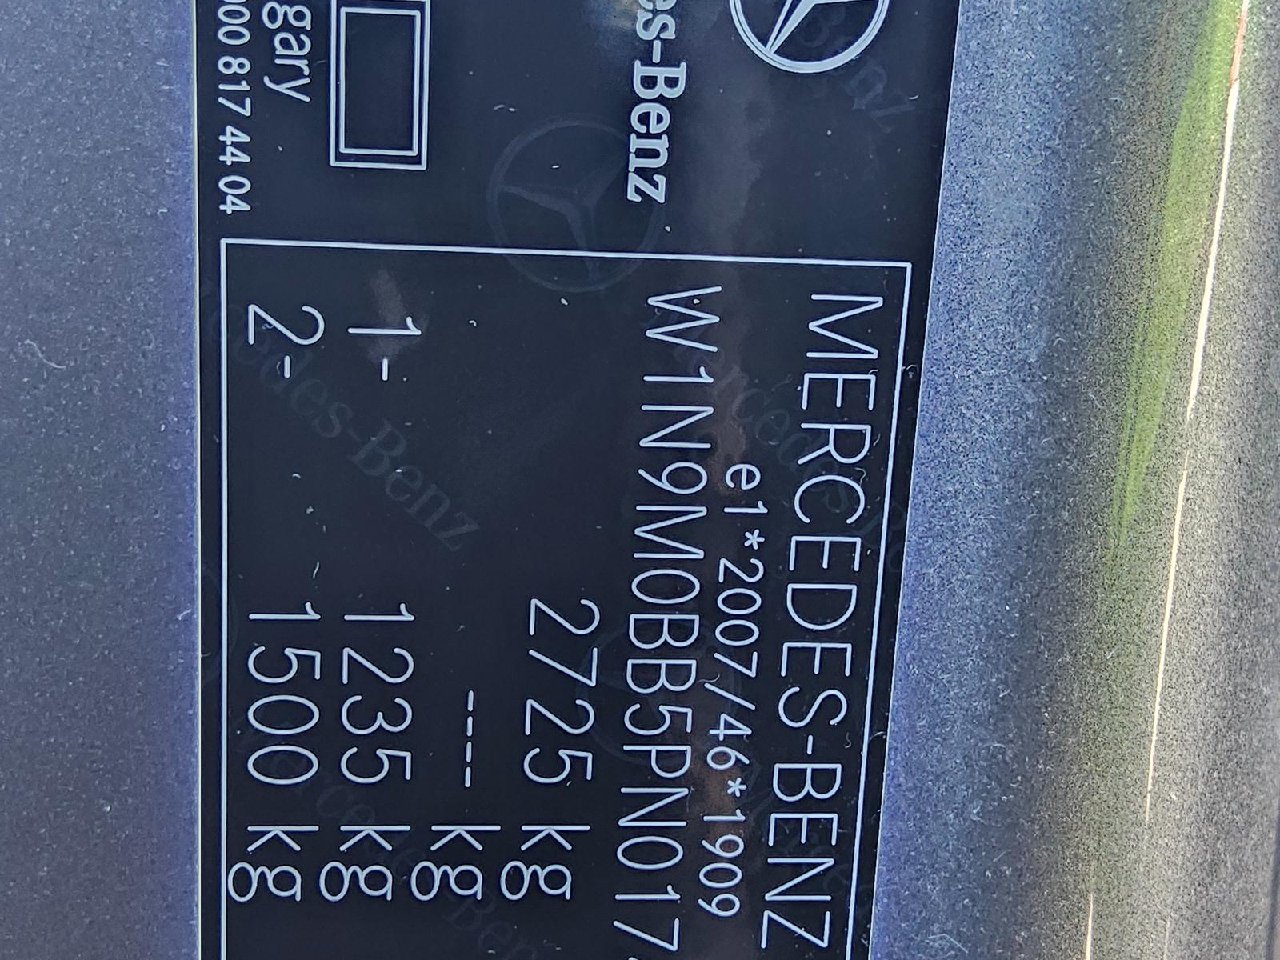 es-Benz
gary
000 817 44 04
MERCEDES-BENZ
e1*2007/46*1909
W1N9M0BB5PN017
2725 kg
---- kg
1- 1235 kg
2- 1500 kg